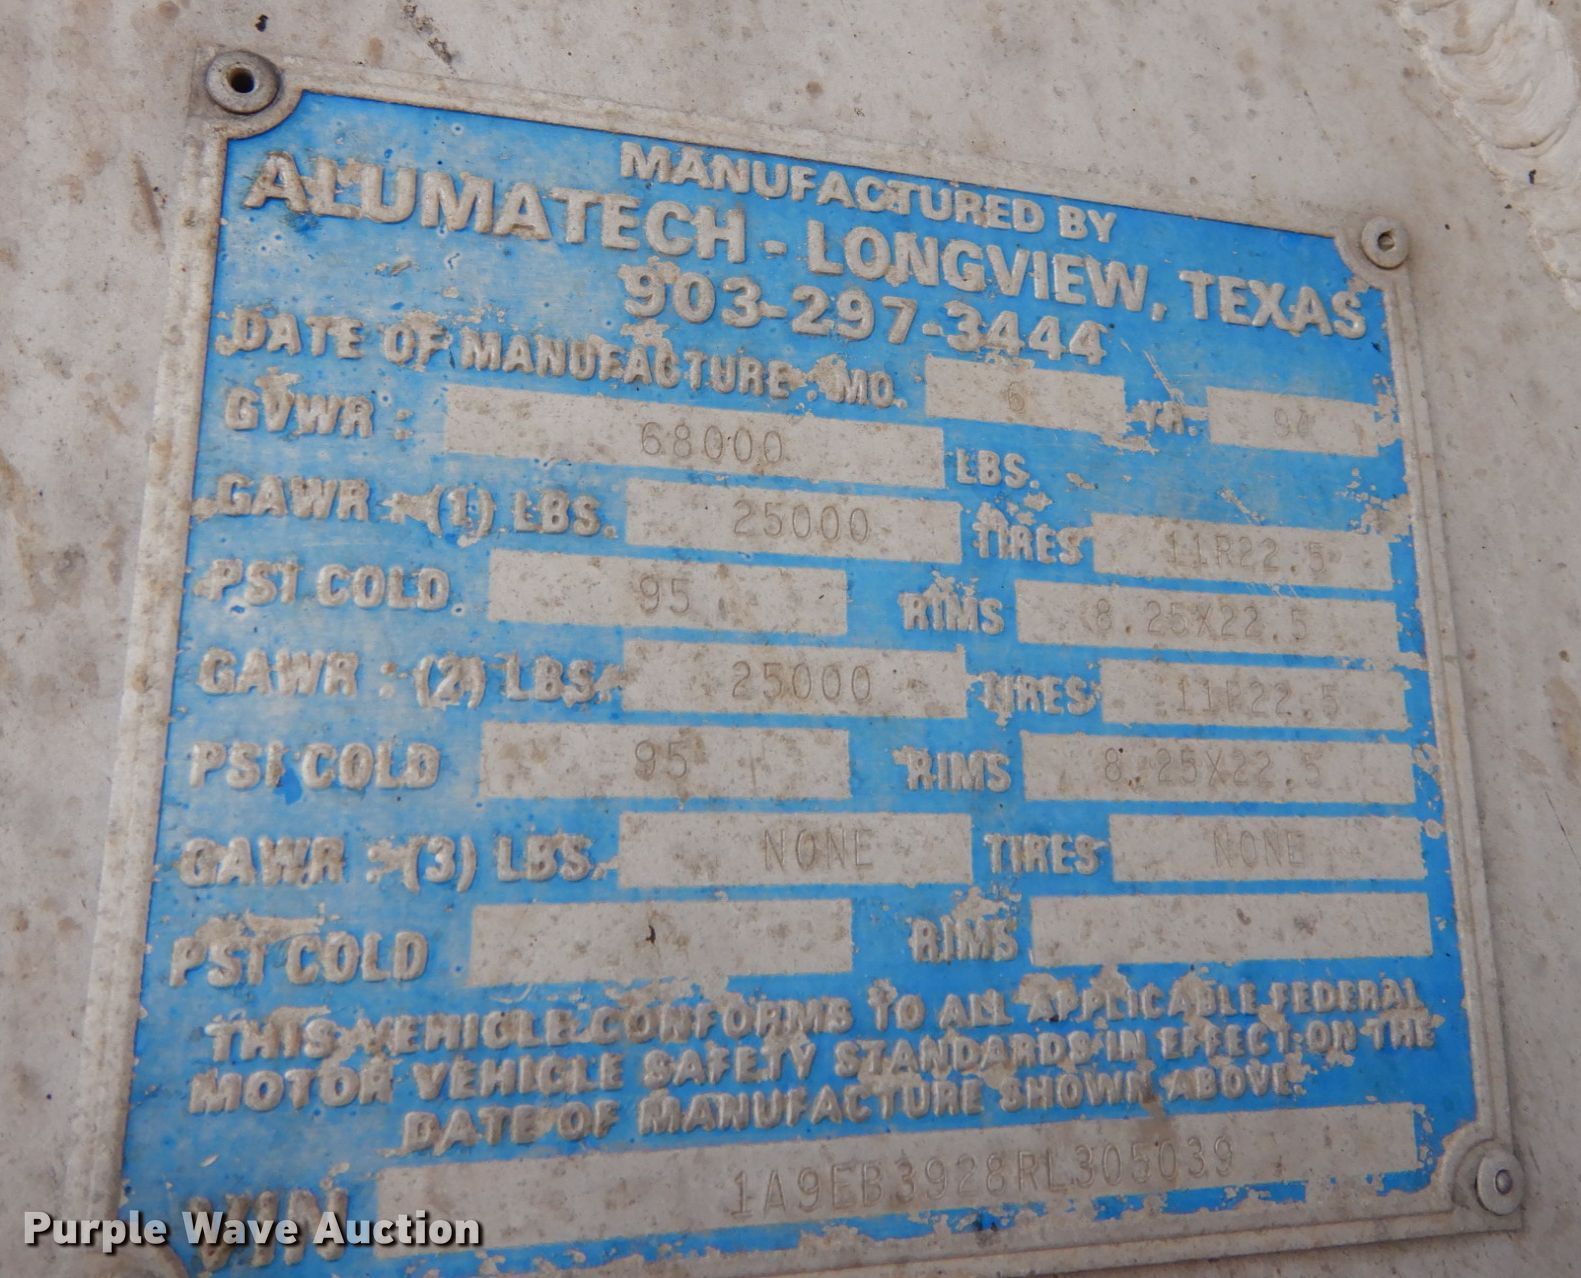 MANUFACTURED BY
ALUMATECH - LONGVIEW, TEXAS
903-297-3444
DATE OF MANUFACTURE: MO. 6 YR. 94
GVWR : 68000 LBS.
GAWR : (1) LBS. 25000 TIRES 11R22.5
PSI COLD 95 RIMS 8.25X22.5
GAWR : (2) LBS. 25000 TIRES 11R22.5
PSI COLD 95 RIMS 8.25X22.5
GAWR : (3) LBS. NONE TIRES NONE
PSI COLD RIMS
THIS VEHICLE CONFORMS TO ALL APPLICABLE FEDERAL
MOTOR VEHICLE SAFETY STANDARDS IN EFFECT ON THE
DATE OF MANUFACTURE SHOWN ABOVE.
VIN 1A9EB3928RL305039
Purple Wave Auction